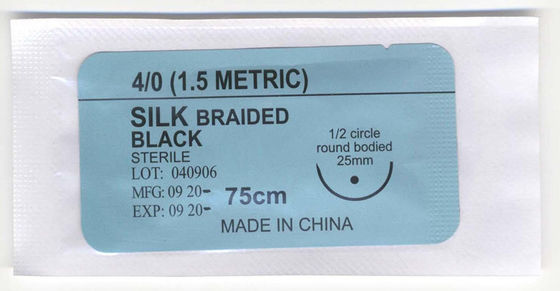 4/0 (1.5 METRIC)
SILK BRAIDED
BLACK
STERILE
LOT: 040906
MFG: 09 20-
EXP: 09 20-
75cm
1/2 circle
round bodied
25mm
MADE IN CHINA